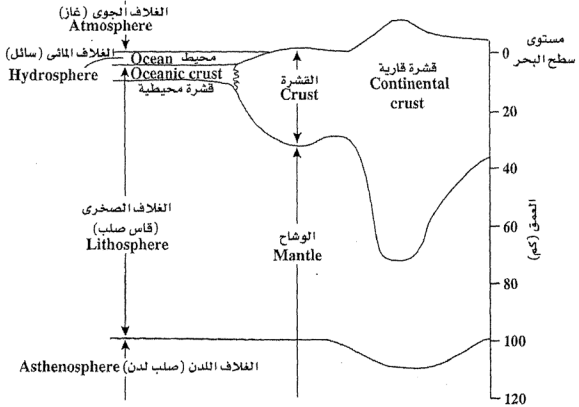 الغلاف الجوى (غاز)
Atmosphere
الغلاف المائى (سائل)
Hydrosphere
Ocean محيط
Oceanic crust
قشرة محيطية
القشرة
Crust
قشرة قارية
Continental
crust
مستوى
سطح البحر
0
20
40
60
80
100
120
العمق (كم)
الغلاف الصخرى
(قاس صلب)
Lithosphere
الوشاح
Mantle
Asthenosphere الغلاف اللدن (صلب لدن)